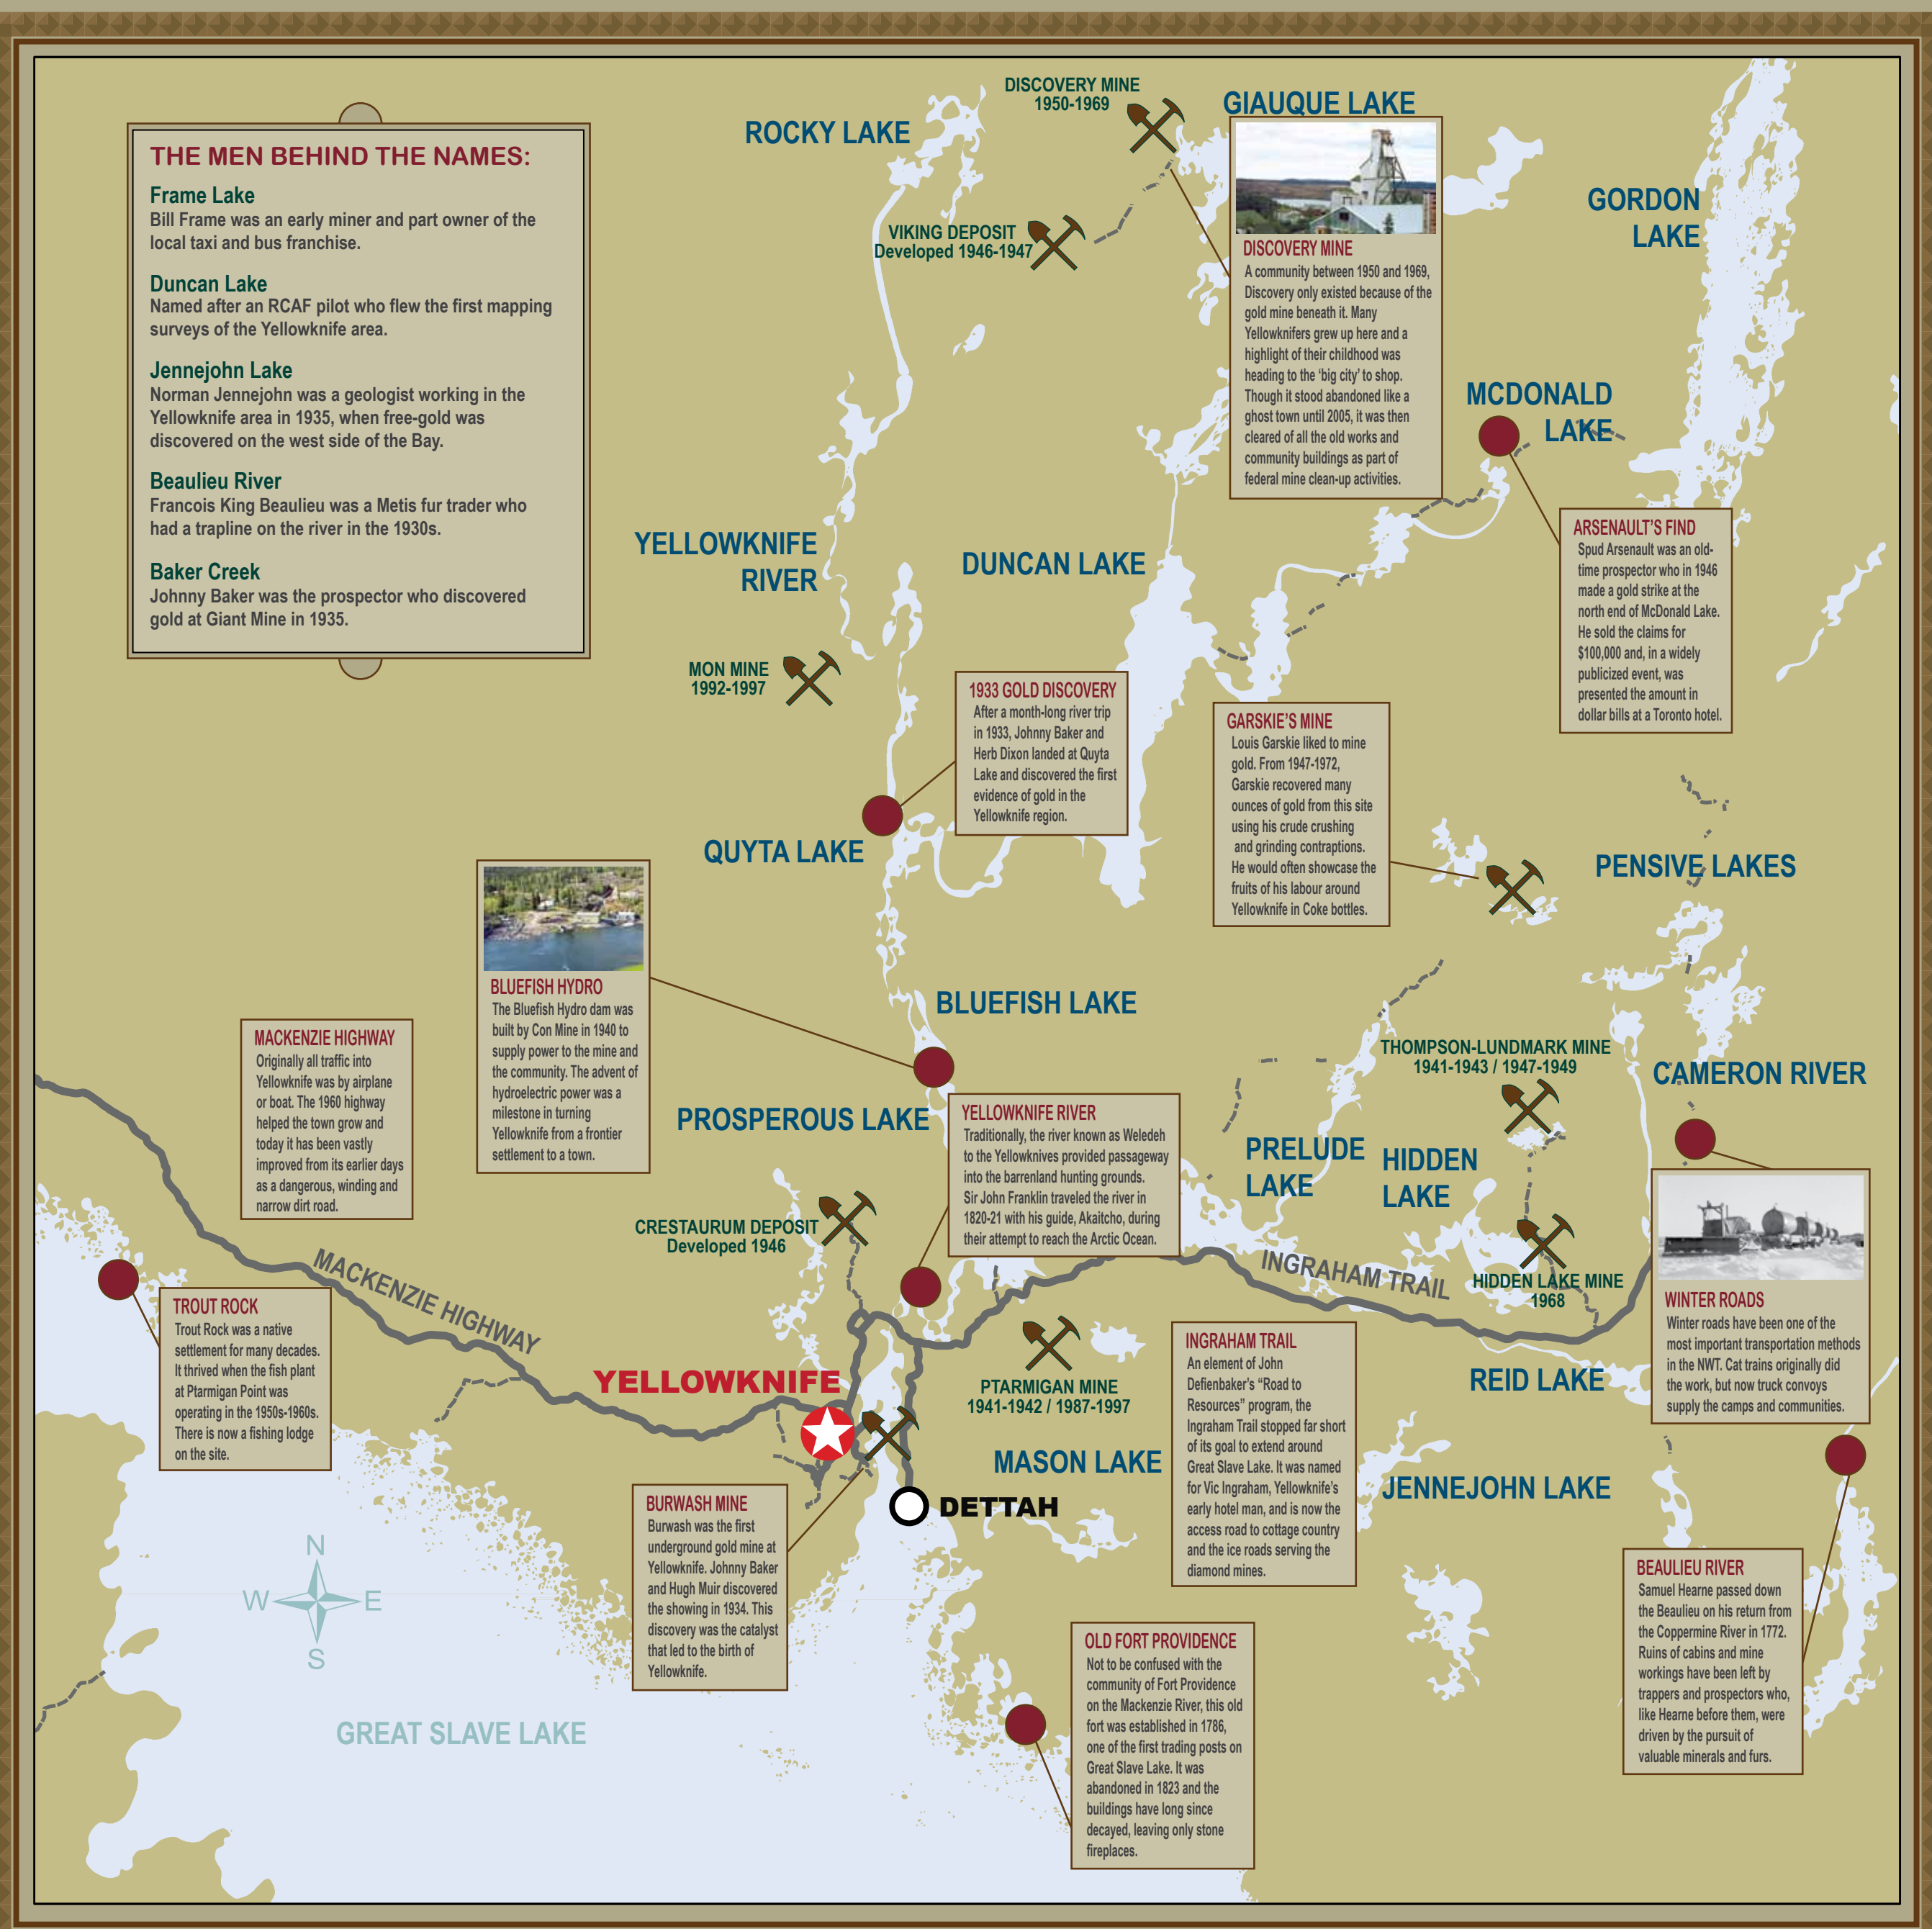 THE MEN BEHIND THE NAMES:
Frame Lake
Bill Frame was an early miner and part owner of the
local taxi and bus franchise.
Duncan Lake
Named after an RCAF pilot who flew the first mapping
surveys of the Yellowknife area.
Jennejohn Lake
Norman Jennejohn was a geologist working in the
Yellowknife area in 1935, when free-gold was
discovered on the west side of the Bay.
Beaulieu River
Francois King Beaulieu was a Metis fur trader who
had a trapline on the river in the 1930s.
Baker Creek
Johnny Baker was the prospector who discovered
gold at Giant Mine in 1935.
DISCOVERY MINE
1950-1969
GIAUQUE LAKE
ROCKY LAKE
GORDON
LAKE
VIKING DEPOSIT
Developed 1946-1947
DISCOVERY MINE
A community between 1950 and 1969,
Discovery only existed because of the
gold mine beneath it. Many
Yellowknifers grew up here and a
highlight of their childhood was
heading to the ‘big city’ to shop.
Though it stood abandoned like a
ghost town until 2005, it was then
cleared of all the old works and
community buildings as part of
federal mine clean-up activities.
MCDONALD
LAKE
ARSENAULT’S FIND
Spud Arsenault was an old-
time prospector who in 1946
made a gold strike at the
north end of McDonald Lake.
He sold the claims for
$100,000 and, in a widely
publicized event, was
presented the amount in
dollar bills at a Toronto hotel.
YELLOWKNIFE
RIVER
DUNCAN LAKE
MON MINE
1992-1997
1933 GOLD DISCOVERY
After a month-long river trip
in 1933, Johnny Baker and
Herb Dixon landed at Quyta
Lake and discovered the first
evidence of gold in the
Yellowknife region.
GARSKIE’S MINE
Louis Garskie liked to mine
gold. From 1947-1972,
Garskie recovered many
ounces of gold from this site
using his crude crushing
and grinding contraptions.
He would often showcase the
fruits of his labour around
Yellowknife in Coke bottles.
QUYTA LAKE
PENSIVE LAKES
BLUEFISH HYDRO
The Bluefish Hydro dam was
built by Con Mine in 1940 to
supply power to the mine and
the community. The advent of
hydroelectric power was a
milestone in turning
Yellowknife from a frontier
settlement to a town.
BLUEFISH LAKE
MACKENZIE HIGHWAY
Originally all traffic into
Yellowknife was by airplane
or boat. The 1960 highway
helped the town grow and
today it has been vastly
improved from its earlier days
as a dangerous, winding and
narrow dirt road.
THOMPSON-LUNDMARK MINE
1941-1943 / 1947-1949
CAMERON RIVER
PROSPEROUS LAKE
YELLOWKNIFE RIVER
Traditionally, the river known as Weledeh
to the Yellowknives provided passageway
into the barrenland hunting grounds.
Sir John Franklin traveled the river in
1820-21 with his guide, Akaitcho, during
their attempt to reach the Arctic Ocean.
PRELUDE
LAKE
HIDDEN
LAKE
CRESTAURUM DEPOSIT
Developed 1946
MACKENZIE HIGHWAY
INGRAHAM TRAIL
HIDDEN LAKE MINE
1968
WINTER ROADS
Winter roads have been one of the
most important transportation methods
in the NWT. Cat trains originally did
the work, but now truck convoys
supply the camps and communities.
TROUT ROCK
Trout Rock was a native
settlement for many decades.
It thrived when the fish plant
at Ptarmigan Point was
operating in the 1950s-1960s.
There is now a fishing lodge
on the site.
YELLOWKNIFE
PTARMIGAN MINE
1941-1942 / 1987-1997
INGRAHAM TRAIL
An element of John
Defienbaker’s “Road to
Resources” program, the
Ingraham Trail stopped far short
of its goal to extend around
Great Slave Lake. It was named
for Vic Ingraham, Yellowknife’s
early hotel man, and is now the
access road to cottage country
and the ice roads serving the
diamond mines.
REID LAKE
MASON LAKE
JENNEJOHN LAKE
DETTAH
BURWASH MINE
Burwash was the first
underground gold mine at
Yellowknife. Johnny Baker
and Hugh Muir discovered
the showing in 1934. This
discovery was the catalyst
that led to the birth of
Yellowknife.
N
W E
S
BEAULIEU RIVER
Samuel Hearne passed down
the Beaulieu on his return from
the Coppermine River in 1772.
Ruins of cabins and mine
workings have been left by
trappers and prospectors who,
like Hearne before them, were
driven by the pursuit of
valuable minerals and furs.
OLD FORT PROVIDENCE
Not to be confused with the
community of Fort Providence
on the Mackenzie River, this old
fort was established in 1786,
one of the first trading posts on
Great Slave Lake. It was
abandoned in 1823 and the
buildings have long since
decayed, leaving only stone
fireplaces.
GREAT SLAVE LAKE